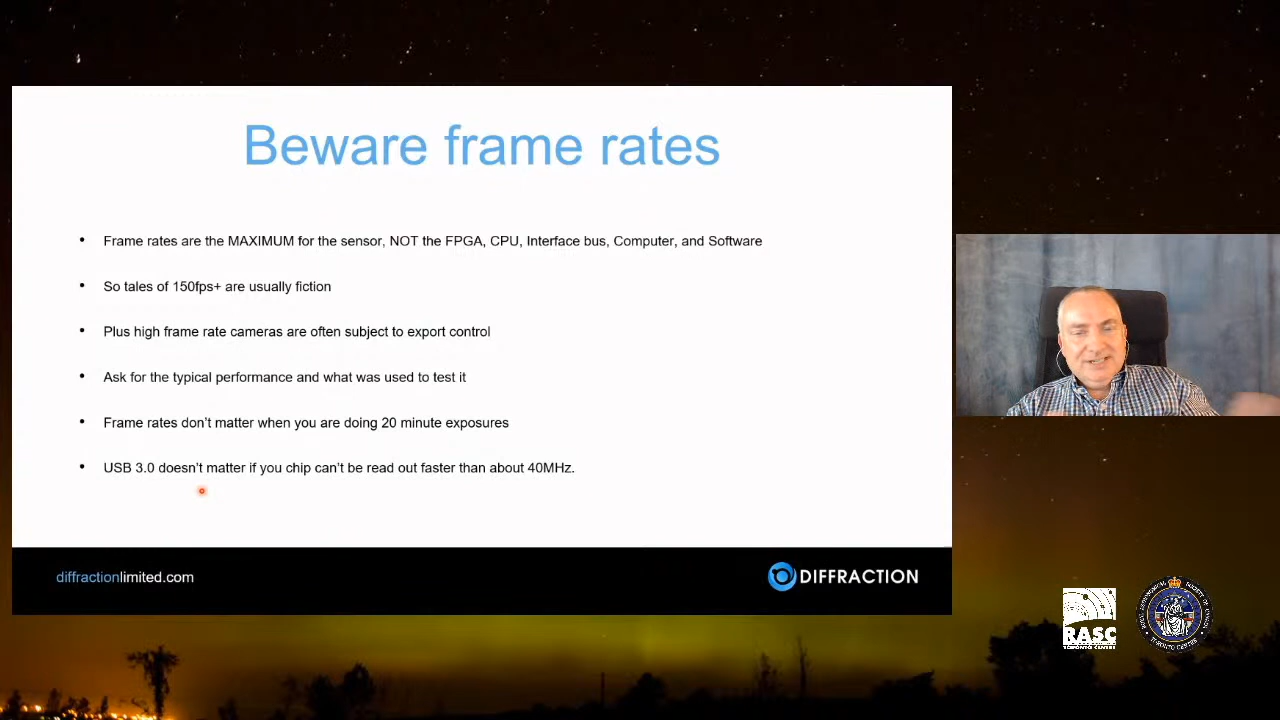 Beware frame rates
• Frame rates are the MAXIMUM for the sensor, NOT the FPGA, CPU, Interface bus, Computer, and Software
• So tales of 150fps+ are usually fiction
• Plus high frame rate cameras are often subject to export control
• Ask for the typical performance and what was used to test it
• Frame rates don't matter when you are doing 20 minute exposures
• USB 3.0 doesn't matter if you chip can't be read out faster than about 40MHz.
diffractionlimited.com
DIFFRACTION
RASC
TORONTO CENTRE